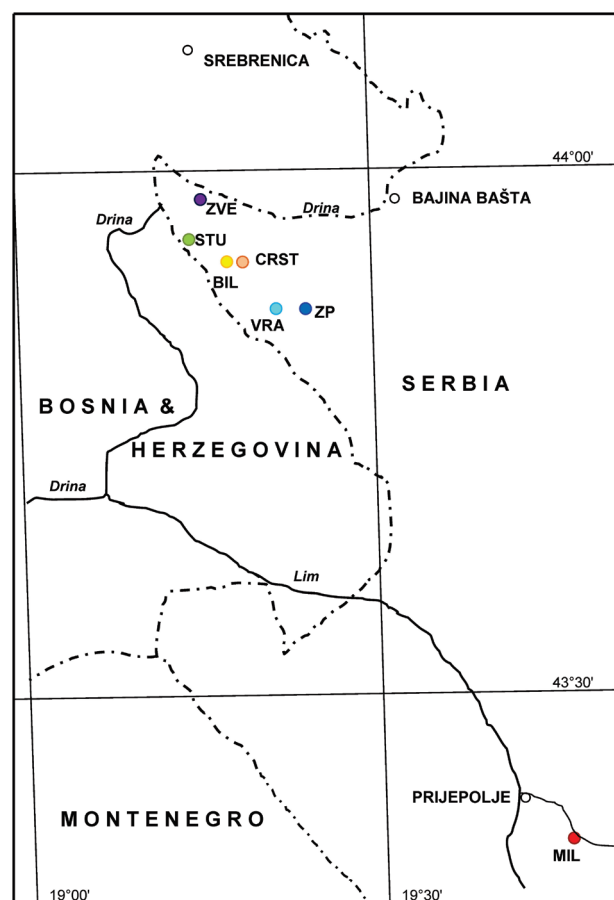 SREBRENICA
44°00'
Drina
BAJINA BAŠTA
ZVE
Drina
STU
CRST
BIL
VRA
ZP
SERBIA
BOSNIA &
HERZEGOVINA
Drina
Lim
43°30'
PRIJEPOLJE
MONTENEGRO
MIL
19°00'
19°30'